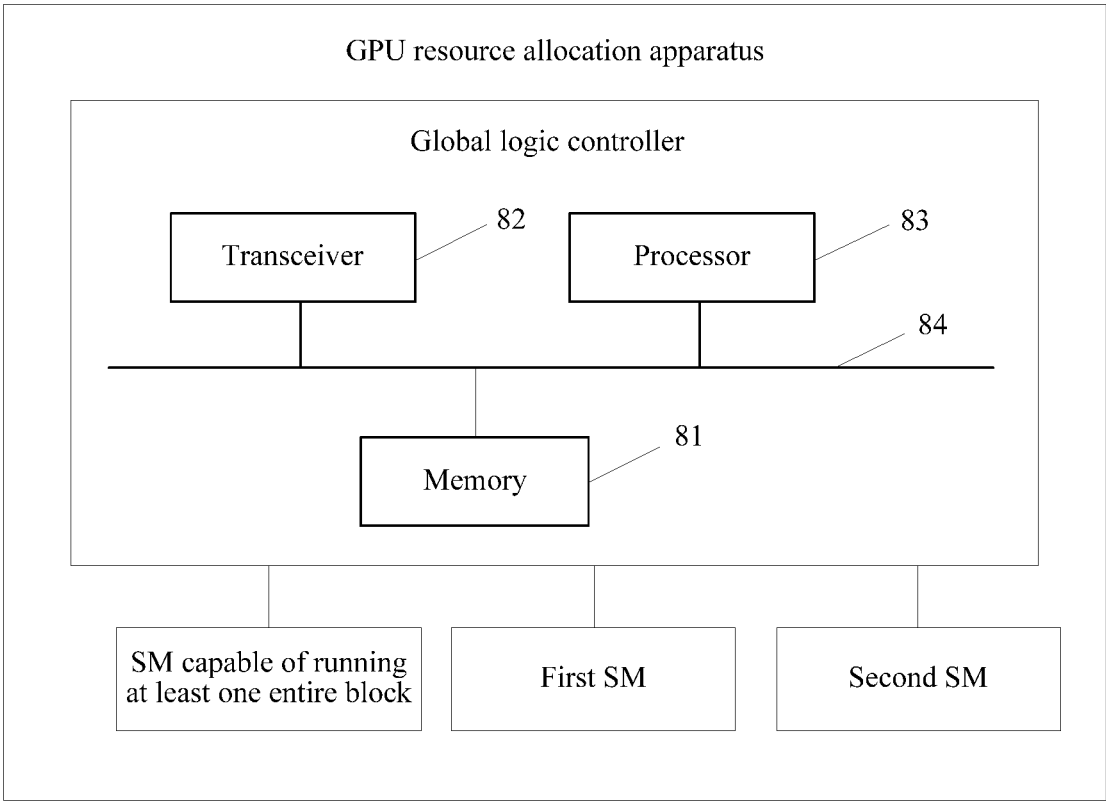 GPU resource allocation apparatus
Global logic controller
Transceiver
82
Processor
83
84
Memory
81
SM capable of running
at least one entire block
First SM
Second SM